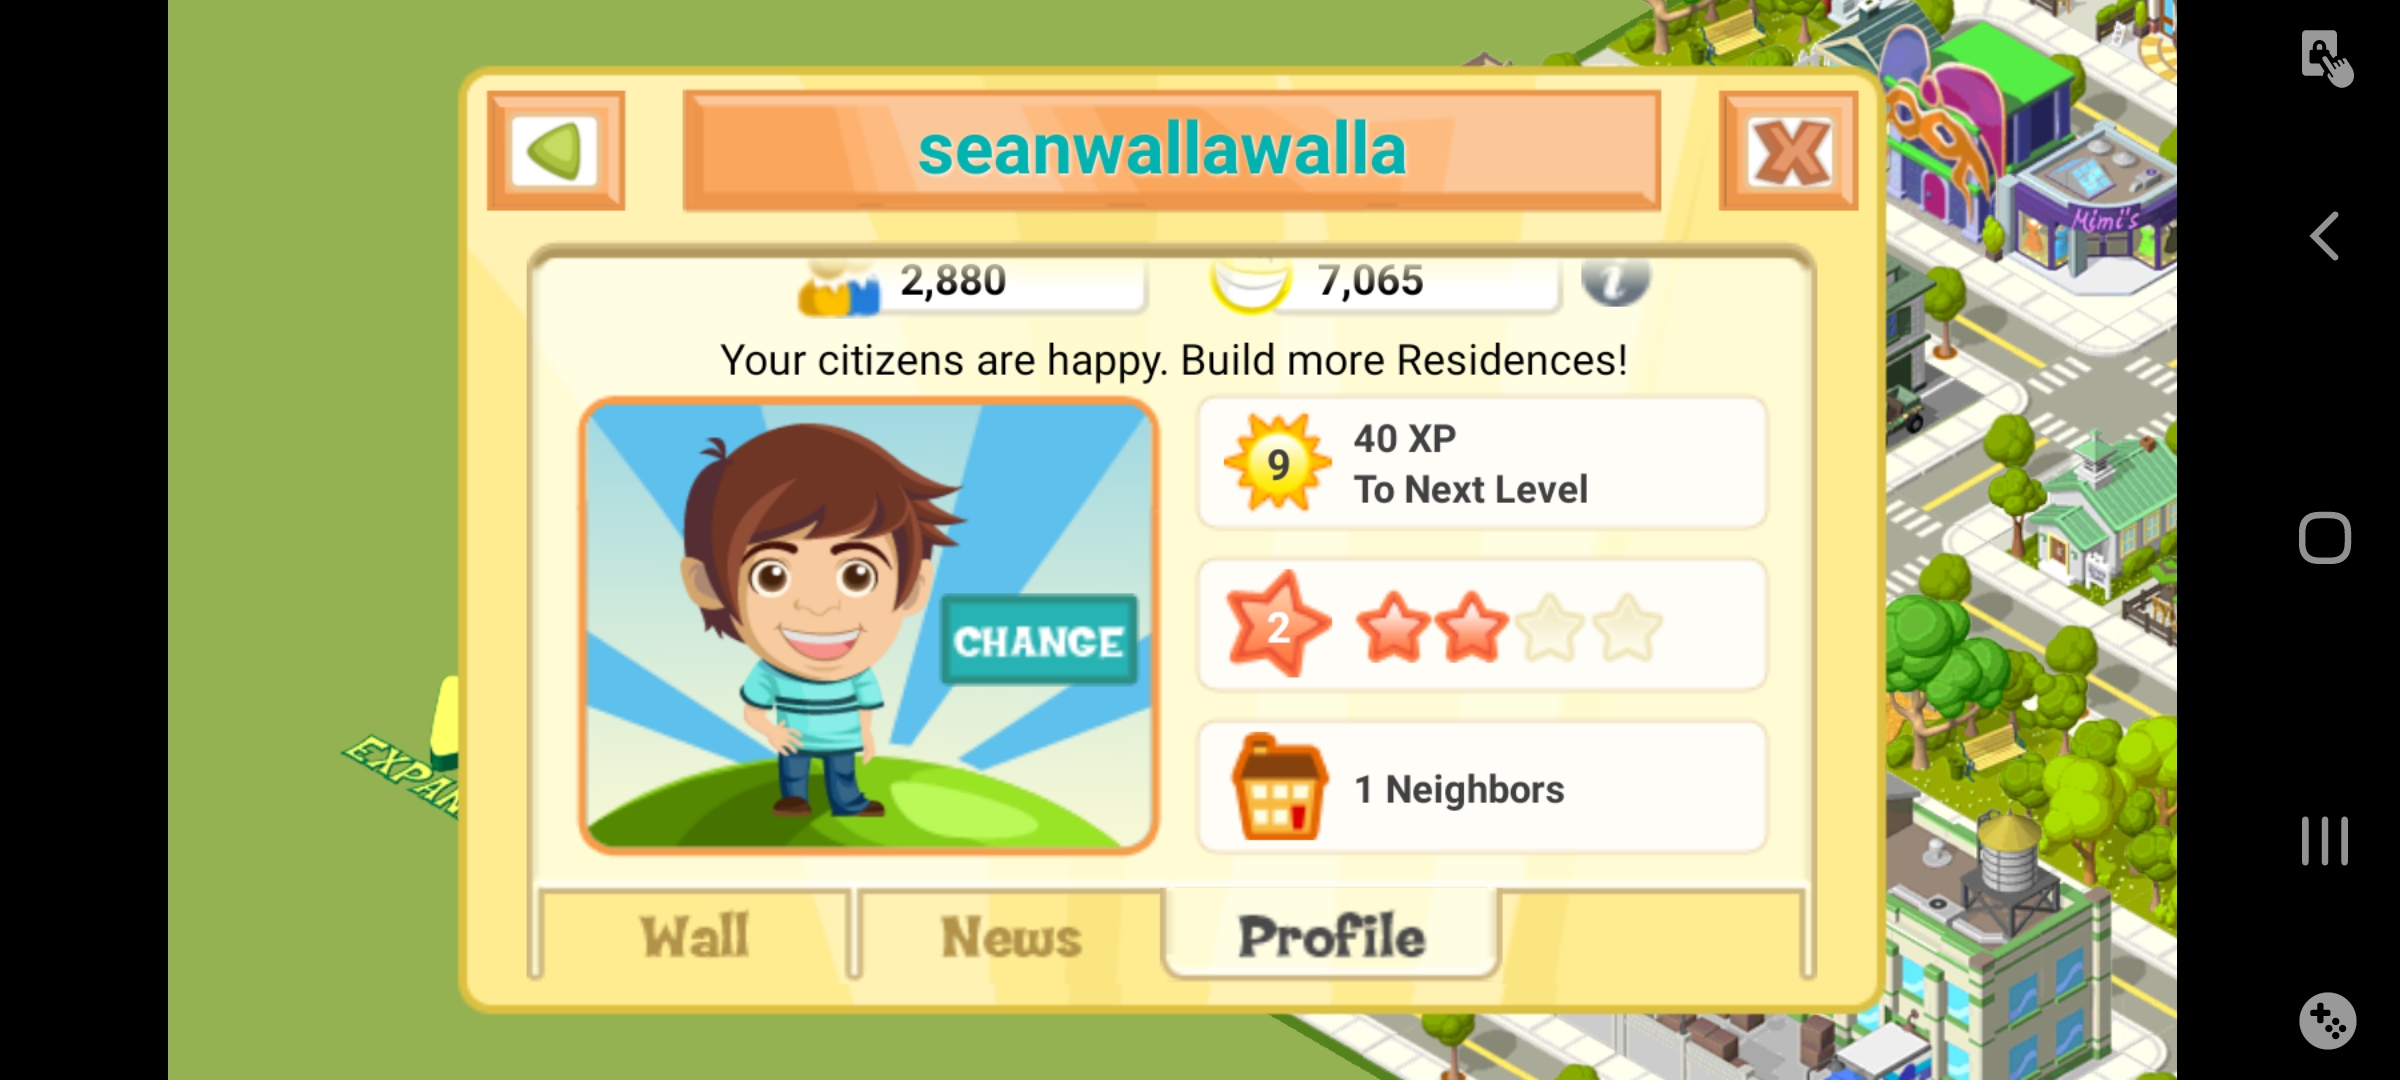 seanwallawalla
Mimi's
2,880
7,065
i
Your citizens are happy. Build more Residences!
9
40 XP
To Next Level
CHANGE
2
1 Neighbors
EXPAN
Wall
News
Profile